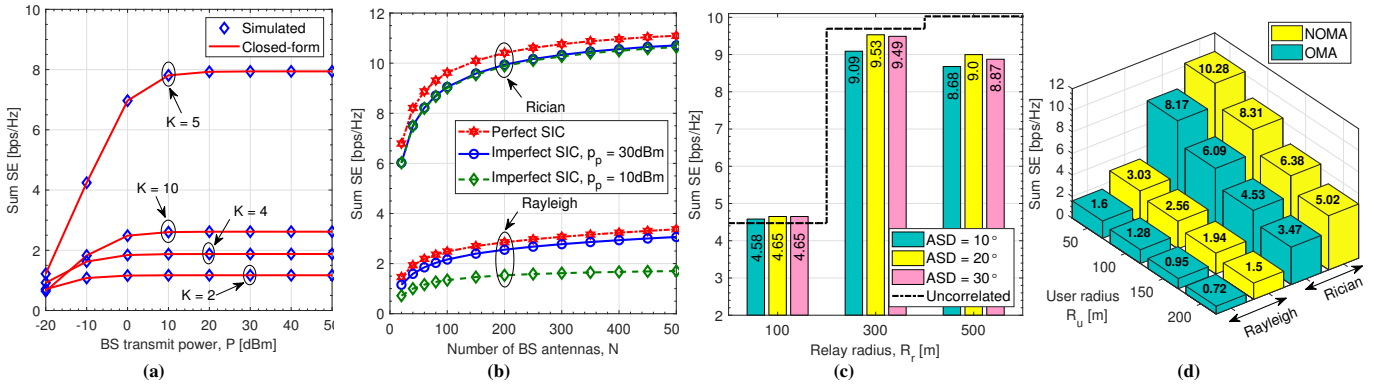 Simulated
Closed-form
K = 5
K = 10
K = 4
K = 2
Sum SE [bps/Hz]
10
8
6
4
2
0
-20
-10
0
10
20
30
40
50
BS transmit power, P [dBm]
(a)
Rician
Perfect SIC
Imperfect SIC, pp = 30dBm
Imperfect SIC, pp = 10dBm
Rayleigh
Sum SE [bps/Hz]
12
10
8
6
4
2
0
0
100
200
300
400
500
Number of BS antennas, N
(b)
Sum SE [bps/Hz]
10
9
8
7
6
5
4
3
2
4.58
4.65
4.65
9.09
9.53
9.49
8.68
9.0
8.87
ASD = 10°
ASD = 20°
ASD = 30°
Uncorrelated
100
300
500
Relay radius, Rr [m]
(c)
NOMA
OMA
Sum SE [bps/Hz]
12
10
8
6
4
2
0
10.28
8.17
8.31
3.03
6.09
6.38
1.6
2.56
4.53
5.02
1.28
1.94
3.47
0.95
1.5
0.72
50
100
150
200
User radius
Ru [m]
Rayleigh
Rician
(d)